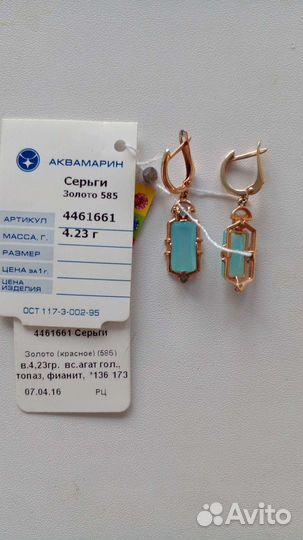 АКВАМАРИН
Серьги
Золото 585
АРТИКУЛ 4461661
МАССА, Г. 4.23 г
РАЗМЕР
ЦЕНА за 1 г.
ЦЕНА ИЗДЕЛИЯ
ОСТ 117-3-002-95
4461661 Серьги
Золото (красное) (585)
в.4,23гр. вс.агат гол.,
топаз, фианит, *136 173
07.04.16 РЦ
Avito